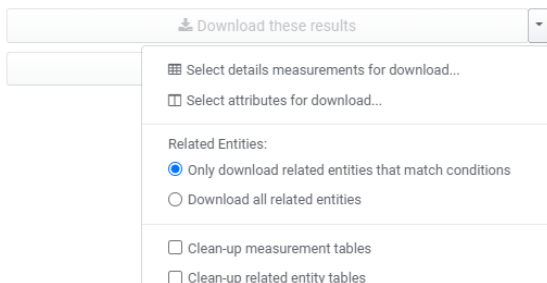 Download these results
Select details measurements for download...
Select attributes for download...
Related Entities:
Only download related entities that match conditions
Download all related entities
Clean-up measurement tables
Clean-up related entity tables